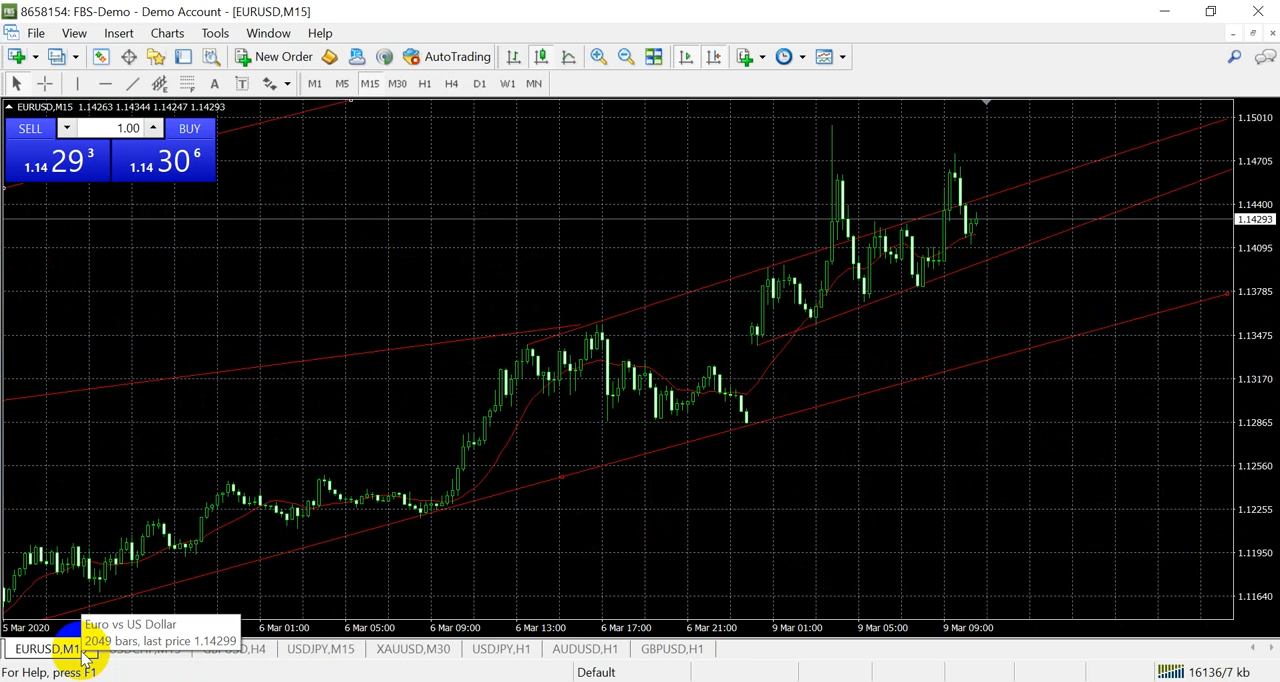 8658154: FBS-Demo - Demo Account - [EURUSD,M15]
File View Insert Charts Tools Window Help
New Order AutoTrading
A T M1 M5 M15 M30 H1 H4 D1 W1 MN
EURUSD,M15 1.14263 1.14344 1.14247 1.14293
SELL 1.00 BUY
1.14 29 3 1.14 30 6
1.15010
1.14705
1.14400
1.14293
1.14095
1.13785
1.13475
1.13170
1.12865
1.12560
1.12255
1.11950
1.11640
Euro vs US Dollar
2049 bars, last price 1.14299
5 Mar 2020 6 Mar 01:00 6 Mar 05:00 6 Mar 09:00 6 Mar 13:00 6 Mar 17:00 6 Mar 21:00 9 Mar 01:00 9 Mar 05:00 9 Mar 09:00
EURUSD,M1 USDJPY,M15 XAUUSD,M30 USDJPY,H1 AUDUSD,H1 GBPUSD,H1
For Help, press F1 Default 16136/7 kb